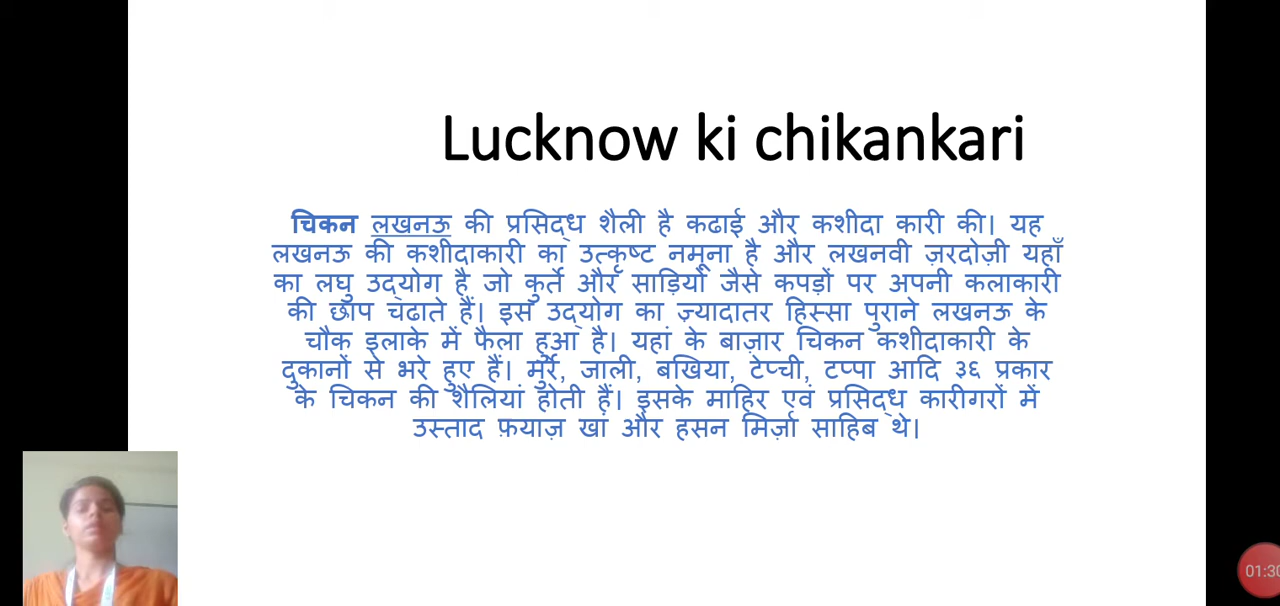 Lucknow ki chikankari
चिकन लखनऊ की प्रसिद्ध शैली है कढाई और कशीदा कारी की। यह
लखनऊ की कशीदाकारी का उत्कृष्ट नमूना है और लखनवी ज़रदोज़ी यहाँ
का लघु उद्योग है जो कुर्ते और साड़ियों जैसे कपड़ों पर अपनी कलाकारी
की छाप चढाते हैं। इस उद्योग का ज़्यादातर हिस्सा पुराने लखनऊ के
चौक इलाके में फैला हुआ है। यहां के बाज़ार चिकन कशीदाकारी के
दुकानों से भरे हुए हैं। मुर्रे, जाली, बखिया, टेप्ची, टप्पा आदि ३६ प्रकार
के चिकन की शैलियां होती हैं। इसके माहिर एवं प्रसिद्ध कारीगरों में
उस्ताद फ़याज़ खां और हसन मिर्ज़ा साहिब थे।
01:30